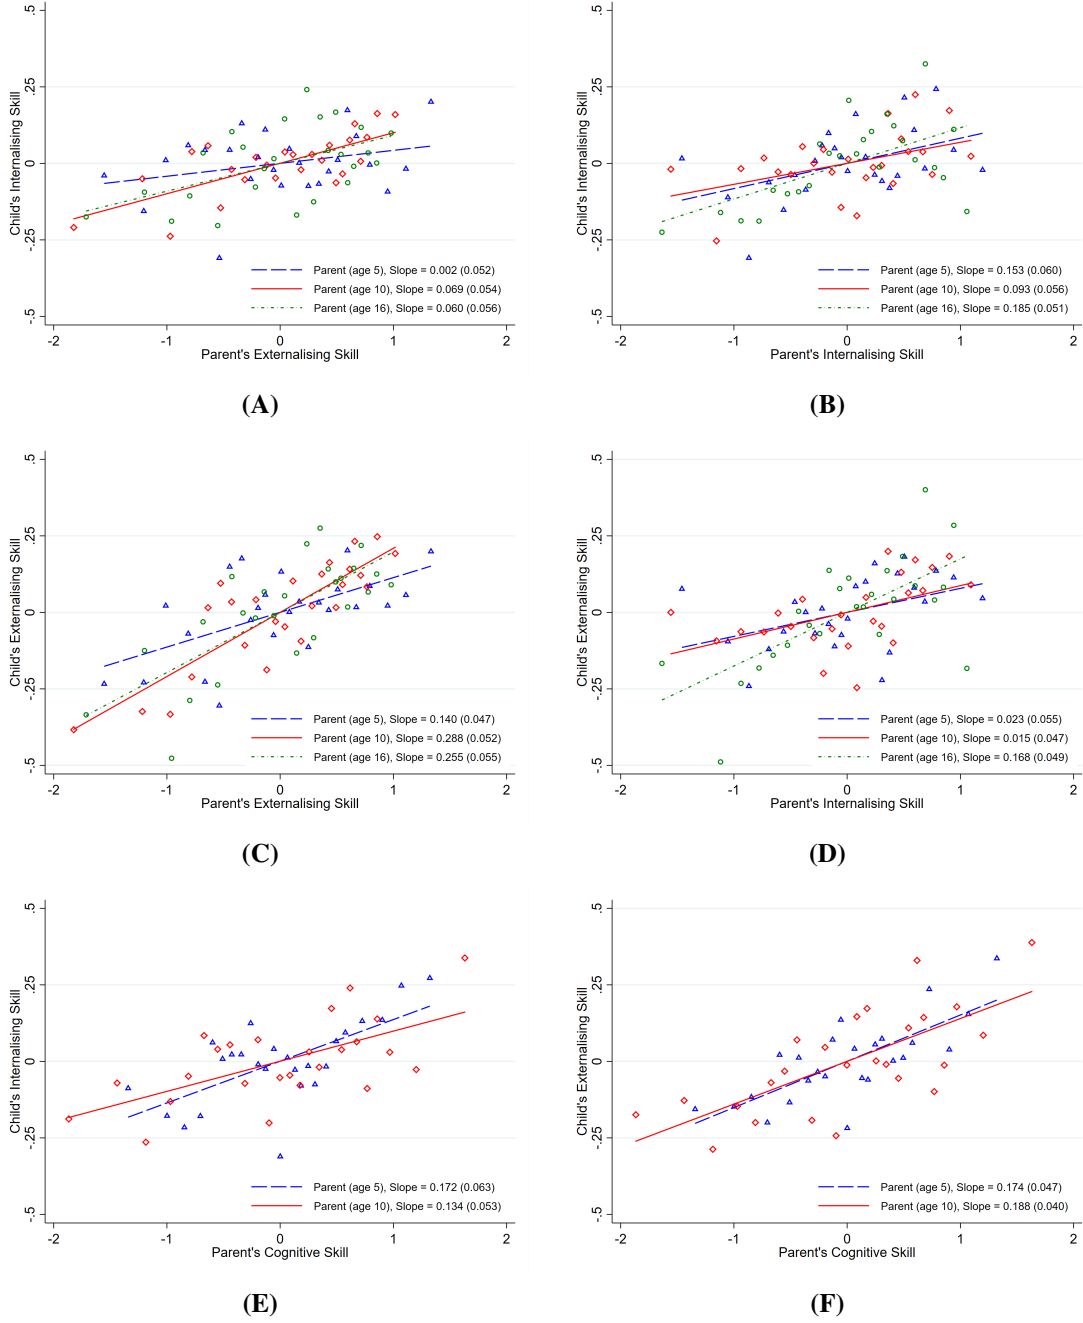 Child's Internalising Skill
.5
.25
0
-.25
-.5
Parent (age 5), Slope = 0.002 (0.052)
Parent (age 10), Slope = 0.069 (0.054)
Parent (age 16), Slope = 0.060 (0.056)
-2 -1 0 1 2
Parent's Externalising Skill
(A)
Child's Internalising Skill
.5
.25
0
-.25
-.5
Parent (age 5), Slope = 0.153 (0.060)
Parent (age 10), Slope = 0.093 (0.056)
Parent (age 16), Slope = 0.185 (0.051)
-2 -1 0 1 2
Parent's Internalising Skill
(B)
Child's Externalising Skill
.5
.25
0
-.25
-.5
Parent (age 5), Slope = 0.140 (0.047)
Parent (age 10), Slope = 0.288 (0.052)
Parent (age 16), Slope = 0.255 (0.055)
-2 -1 0 1 2
Parent's Externalising Skill
(C)
Child's Externalising Skill
.5
.25
0
-.25
-.5
Parent (age 5), Slope = 0.023 (0.055)
Parent (age 10), Slope = 0.015 (0.047)
Parent (age 16), Slope = 0.168 (0.049)
-2 -1 0 1 2
Parent's Internalising Skill
(D)
Child's Internalising Skill
.5
.25
0
-.25
-.5
Parent (age 5), Slope = 0.172 (0.063)
Parent (age 10), Slope = 0.134 (0.053)
-2 -1 0 1 2
Parent's Cognitive Skill
(E)
Child's Externalising Skill
.5
.25
0
-.25
-.5
Parent (age 5), Slope = 0.174 (0.047)
Parent (age 10), Slope = 0.188 (0.040)
-2 -1 0 1 2
Parent's Cognitive Skill
(F)